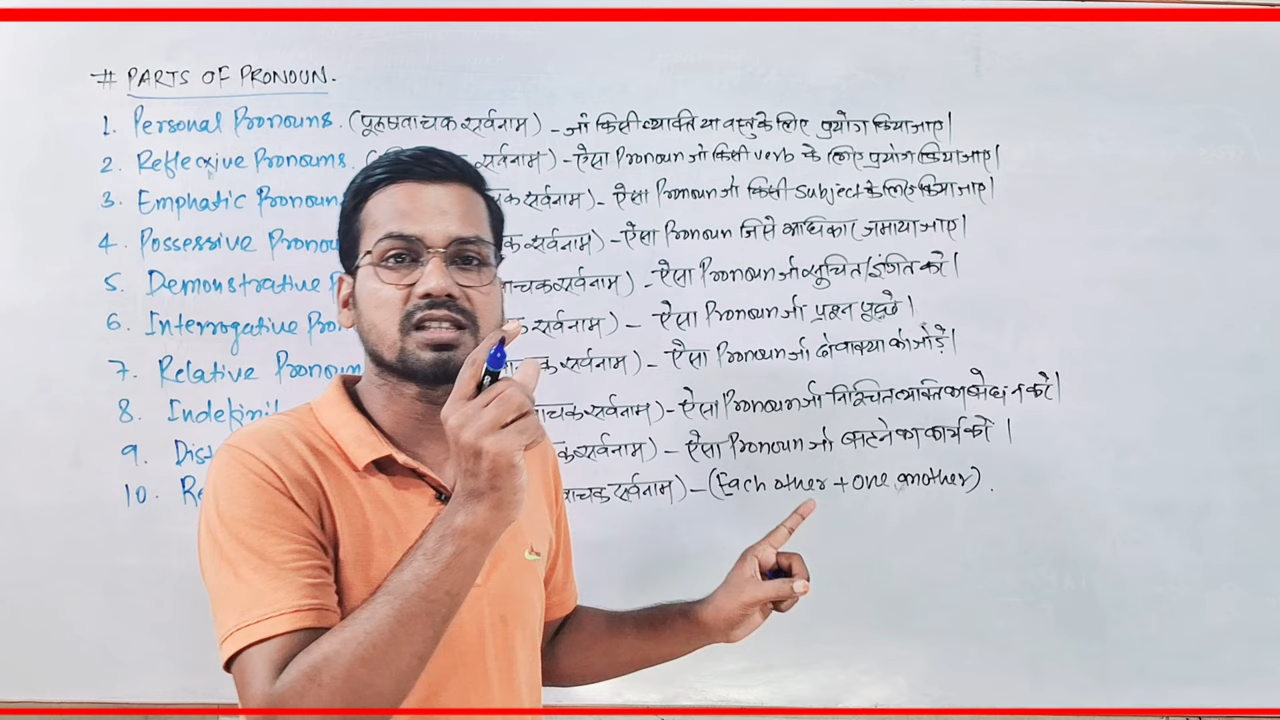 # PARTS OF PRONOUN.
1. Personal Pronouns. (पुरुषवाचक सर्वनाम) - जो किसी व्यक्ति या वस्तु के लिए प्रयोग किया जाए।
2. Reflexive Pronouns. ( सर्वनाम) - ऐसा Pronoun जो किसी verb के लिए प्रयोग किया जाए।
3. Emphatic Pronoun क सर्वनाम) - ऐसा Pronoun जो किसी subject के लिए किया जाए।
4. Possessive Pronou क सर्वनाम) - ऐसा Pronoun जिसे अधिकार जमाया जाए।
5. Demonstrative P वाचक सर्वनाम) - ऐसा Pronoun जो सूचित/इंगित करे।
6. Interrogative Pro क सर्वनाम) - ऐसा Pronoun जो प्रश्न पूछे।
7. Relative Pronoun वाचक सर्वनाम) - ऐसा Pronoun जो दो वाक्यों को जोड़े।
8. Indefinit वाचक सर्वनाम) - ऐसा Pronoun जो निश्चित व्यक्ति का बोध न करे।
9. Dis क सर्वनाम) - ऐसा Pronoun जो बाटने का कार्य करे।
10. Re वाचक सर्वनाम) - (Each other + one another).